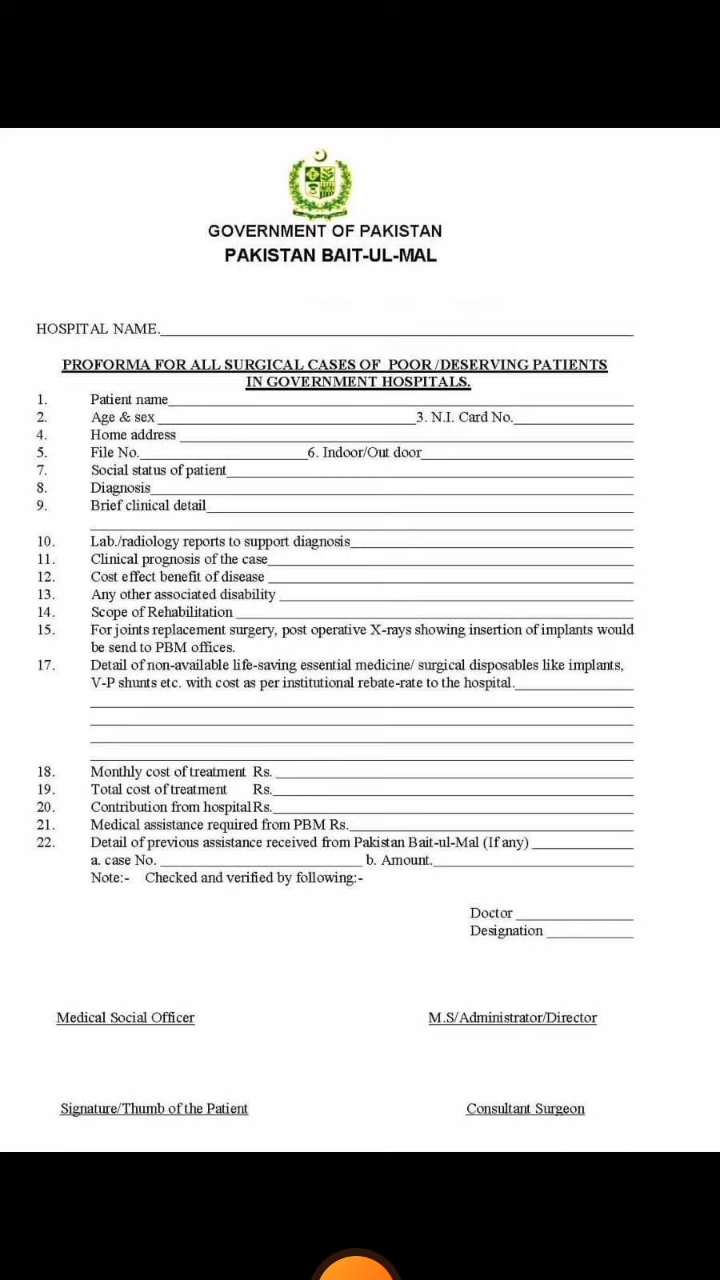 GOVERNMENT OF PAKISTAN
PAKISTAN BAIT-UL-MAL
HOSPITAL NAME.
PROFORMA FOR ALL SURGICAL CASES OF POOR /DESERVING PATIENTS
IN GOVERNMENT HOSPITALS.
1. Patient name
2. Age & sex 3. N.I. Card No.
4. Home address
5. File No. 6. Indoor/Out door
7. Social status of patient
8. Diagnosis
9. Brief clinical detail
10. Lab./radiology reports to support diagnosis
11. Clinical prognosis of the case
12. Cost effect benefit of disease
13. Any other associated disability
14. Scope of Rehabilitation
15. For joints replacement surgery, post operative X-rays showing insertion of implants would
be send to PBM offices.
17. Detail of non-available life-saving essential medicine/ surgical disposables like implants,
V-P shunts etc. with cost as per institutional rebate-rate to the hospital.
18. Monthly cost of treatment Rs.
19. Total cost of treatment Rs.
20. Contribution from hospital Rs.
21. Medical assistance required from PBM Rs.
22. Detail of previous assistance received from Pakistan Bait-ul-Mal (If any)
a. case No. b. Amount.
Note:- Checked and verified by following:-
Doctor
Designation
Medical Social Officer M.S/Administrator/Director
Signature/Thumb of the Patient Consultant Surgeon